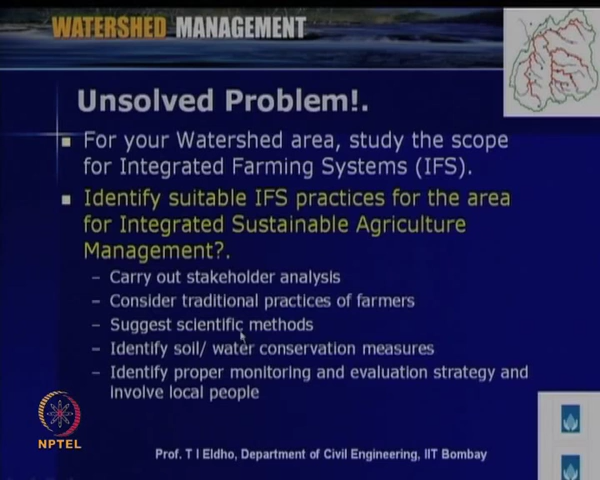 WATERSHED MANAGEMENT
Unsolved Problem!.
For your Watershed area, study the scope
for Integrated Farming Systems (IFS).
Identify suitable IFS practices for the area
for Integrated Sustainable Agriculture
Management?.
– Carry out stakeholder analysis
– Consider traditional practices of farmers
– Suggest scientific methods
– Identify soil/ water conservation measures
– Identify proper monitoring and evaluation strategy and
involve local people
NPTEL
Prof. T I Eldho, Department of Civil Engineering, IIT Bombay